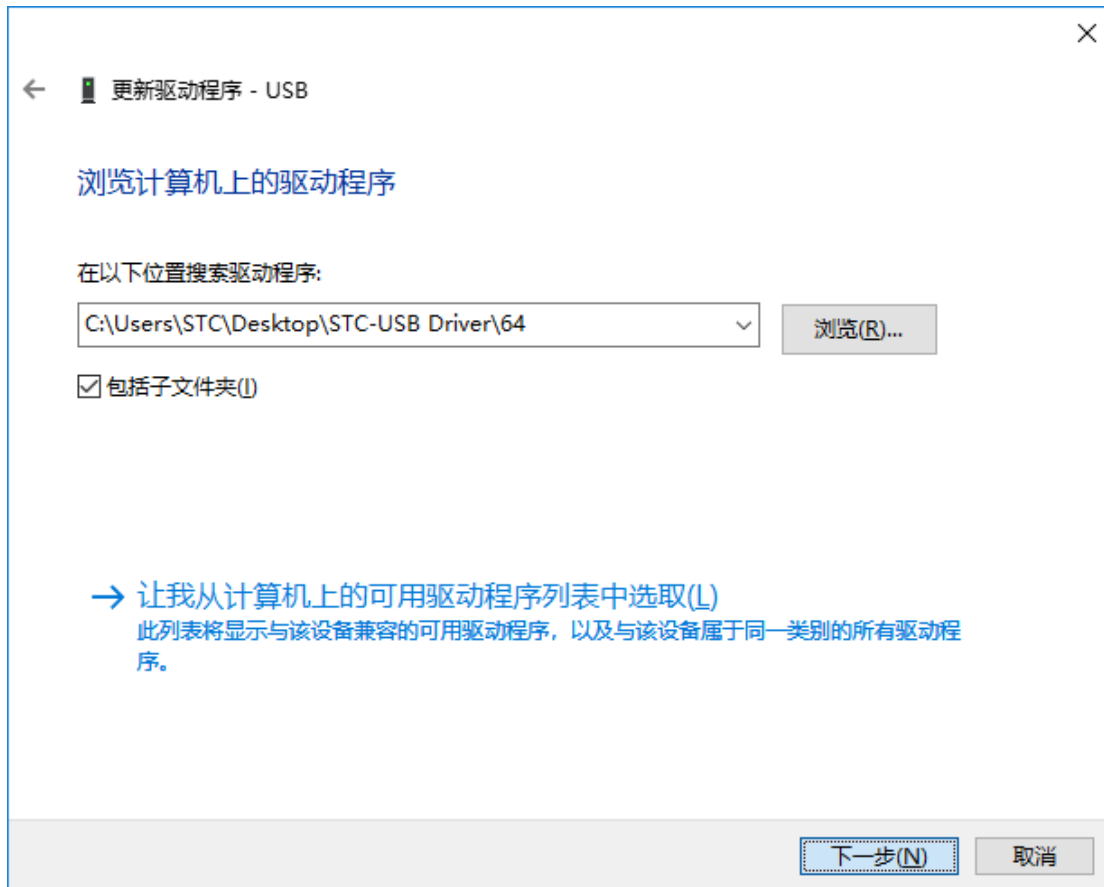 更新驱动程序 - USB
浏览计算机上的驱动程序
在以下位置搜索驱动程序:
C:\Users\STC\Desktop\STC-USB Driver\64
浏览(R)...
包括子文件夹(I)
让我从计算机上的可用驱动程序列表中选取(L)
此列表将显示与该设备兼容的可用驱动程序，以及与该设备属于同一类别的所有驱动程
序。
下一步(N)
取消